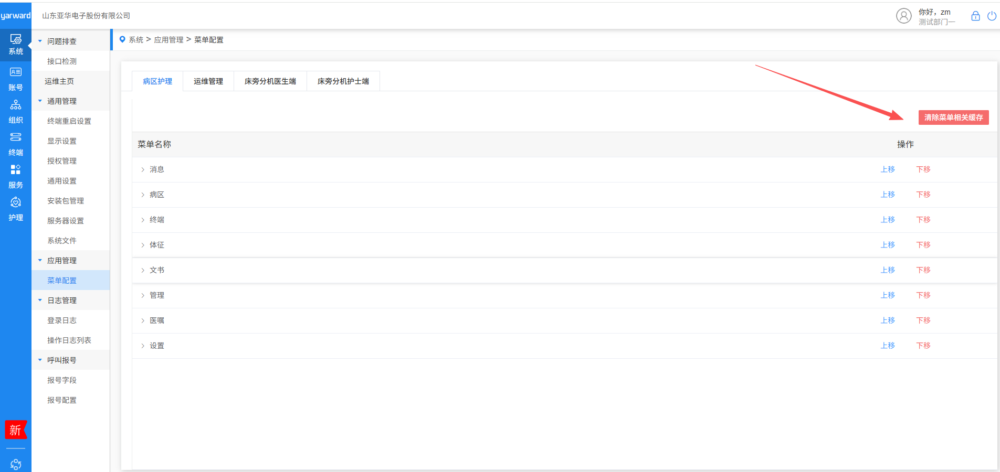 yarward
山东亚华电子股份有限公司
你好，zm
测试部门一
系统
账号
组织
终端
服务
护理
新
问题排查
接口检测
运维主页
通用管理
终端重启设置
显示设置
授权管理
通用设置
安装包管理
服务器设置
系统文件
应用管理
菜单配置
日志管理
登录日志
操作日志列表
呼叫报号
报号字段
报号配置
系统 > 应用管理 > 菜单配置
病区护理 运维管理 床旁分机医生端 床旁分机护士端
清除菜单相关缓存
菜单名称 操作
消息 上移 下移
病区 上移 下移
终端 上移 下移
体征 上移 下移
文书 上移 下移
管理 上移 下移
医嘱 上移 下移
设置 上移 下移